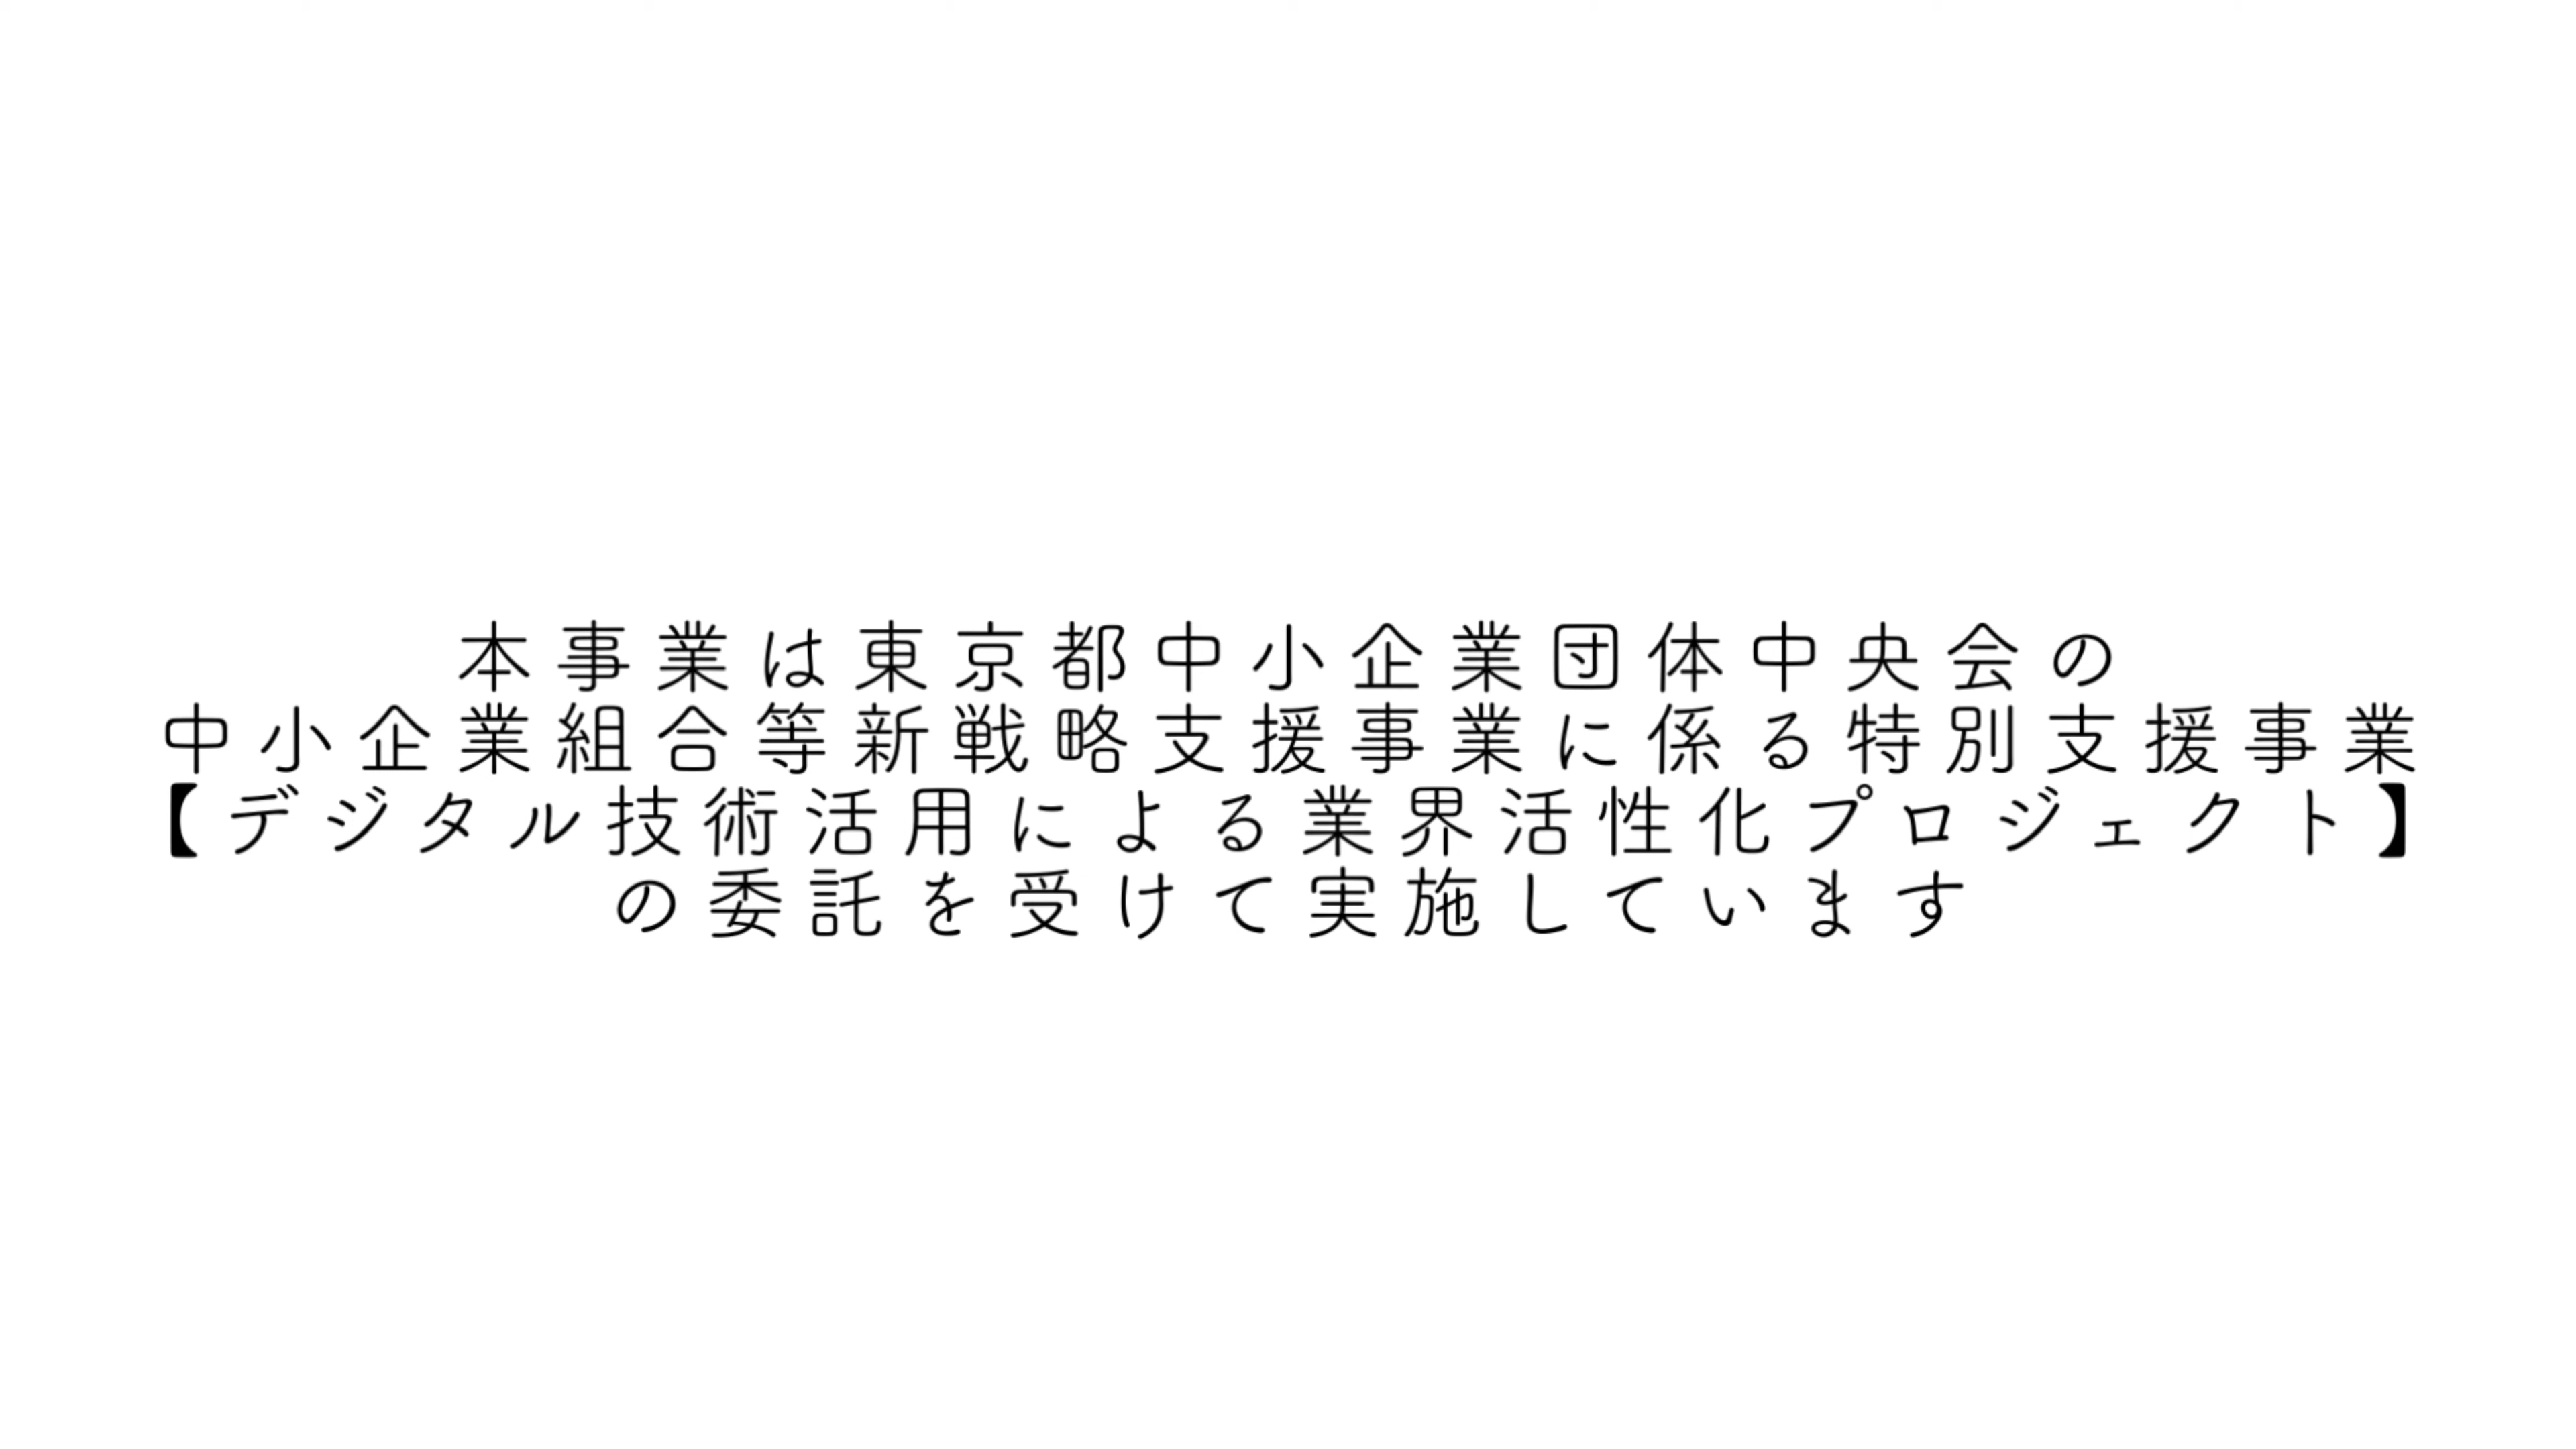 本事業は東京都中小企業団体中央会の
中小企業組合等新戦略支援事業に係る特別支援事業
【デジタル技術活用による業界活性化プロジェクト】
の委託を受けて実施しています